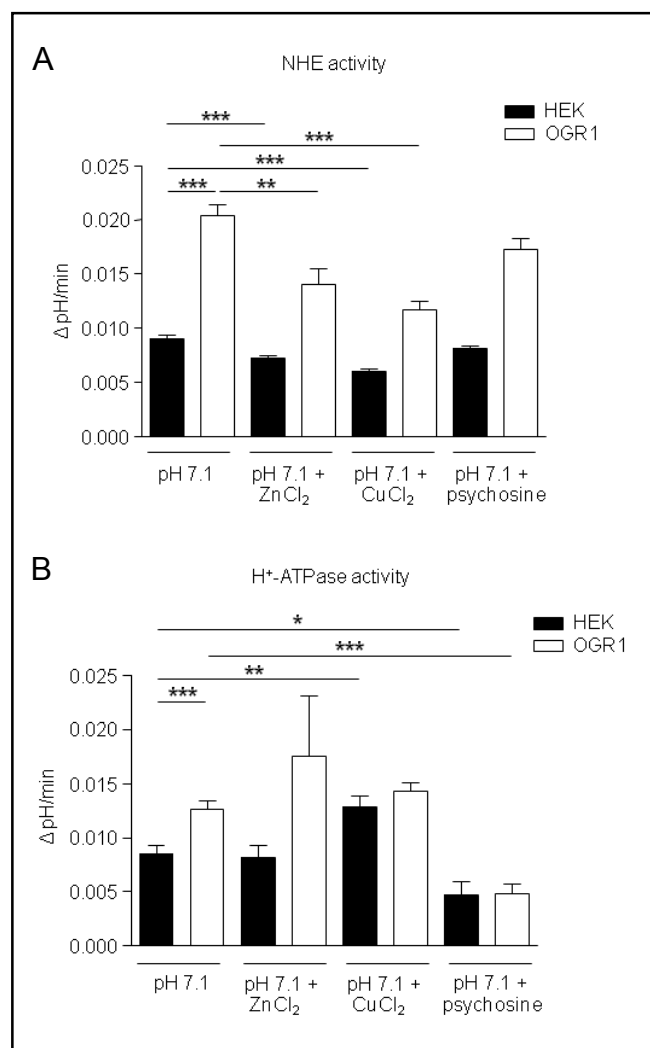 A
NHE activity
HEK
OGR1
***
***
***
***
**
0.025
0.020
0.015
0.010
0.005
0.000
ΔpH/min
pH 7.1
pH 7.1 +
ZnCl₂
pH 7.1 +
CuCl₂
pH 7.1 +
psychosine
B
H⁺-ATPase activity
HEK
OGR1
*
***
**
***
0.025
0.020
0.015
0.010
0.005
0.000
ΔpH/min
pH 7.1
pH 7.1 +
ZnCl₂
pH 7.1 +
CuCl₂
pH 7.1 +
psychosine